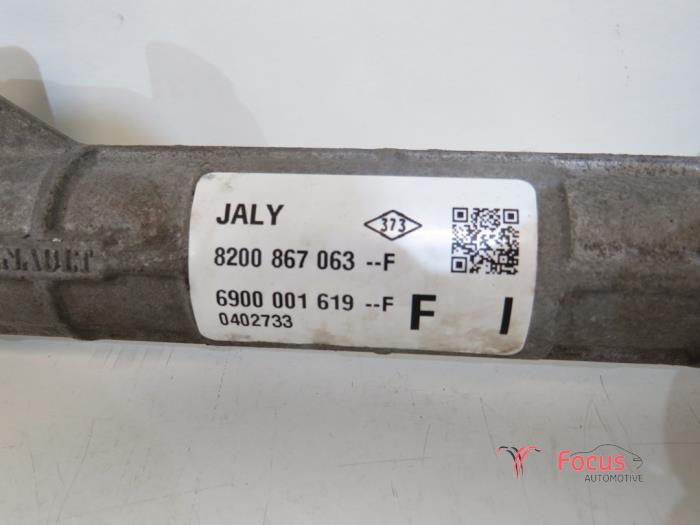 JALY
373
8200 867 063 --F
6900 001 619 --F F I
0402733
Focus
AUTOMOTIVE